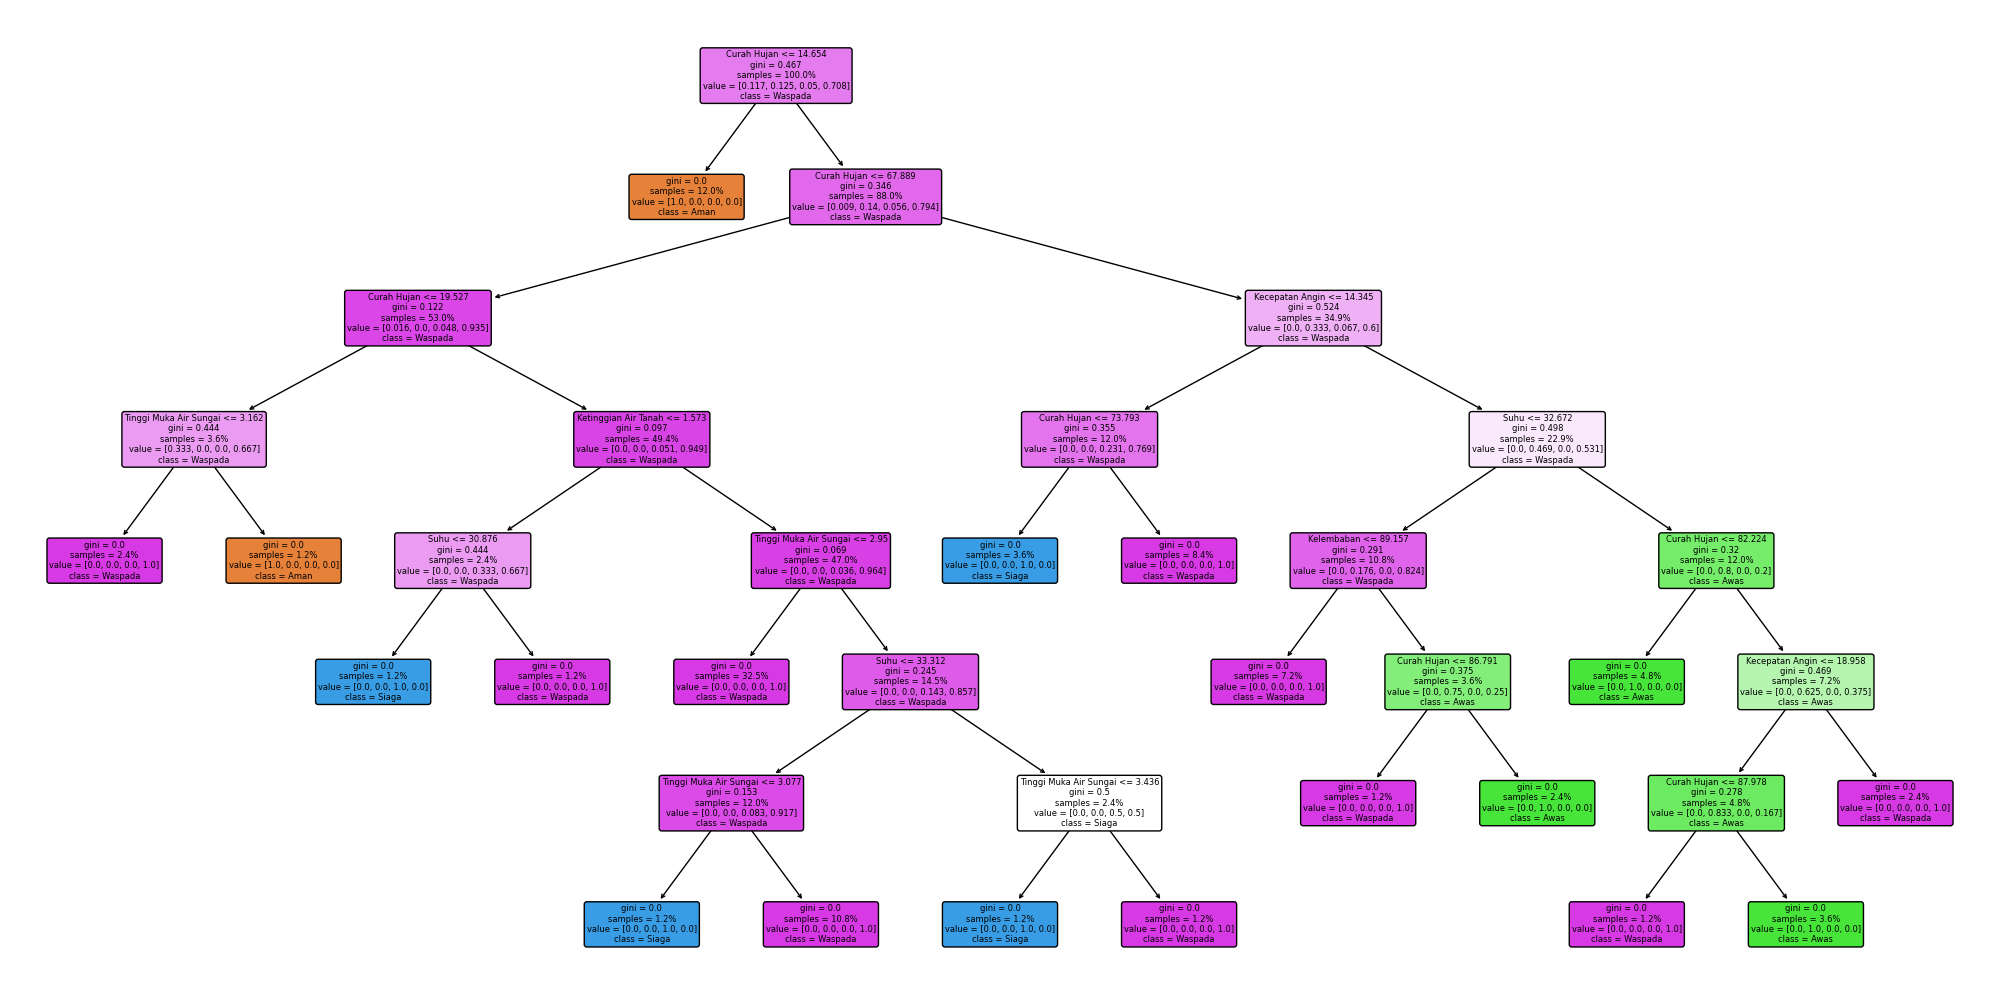 Curah Hujan <= 14.654
gini = 0.467
samples = 100.0%
value = [0.117, 0.125, 0.05, 0.708]
class = Waspada
gini = 0.0
samples = 12.0%
value = [1.0, 0.0, 0.0, 0.0]
class = Aman
Curah Hujan <= 67.889
gini = 0.346
samples = 88.0%
value = [0.009, 0.14, 0.056, 0.794]
class = Waspada
Curah Hujan <= 19.527
gini = 0.122
samples = 53.0%
value = [0.016, 0.0, 0.048, 0.935]
class = Waspada
Kecepatan Angin <= 14.345
gini = 0.524
samples = 34.9%
value = [0.0, 0.333, 0.067, 0.6]
class = Waspada
Tinggi Muka Air Sungai <= 3.162
gini = 0.444
samples = 3.6%
value = [0.333, 0.0, 0.0, 0.667]
class = Waspada
Ketinggian Air Tanah <= 1.573
gini = 0.097
samples = 49.4%
value = [0.0, 0.0, 0.051, 0.949]
class = Waspada
Curah Hujan <= 73.793
gini = 0.355
samples = 12.0%
value = [0.0, 0.0, 0.231, 0.769]
class = Waspada
Suhu <= 32.672
gini = 0.498
samples = 22.9%
value = [0.0, 0.469, 0.0, 0.531]
class = Waspada
gini = 0.0
samples = 2.4%
value = [0.0, 0.0, 0.0, 1.0]
class = Waspada
gini = 0.0
samples = 1.2%
value = [1.0, 0.0, 0.0, 0.0]
class = Aman
Suhu <= 30.876
gini = 0.444
samples = 2.4%
value = [0.0, 0.0, 0.333, 0.667]
class = Waspada
Tinggi Muka Air Sungai <= 2.95
gini = 0.069
samples = 47.0%
value = [0.0, 0.0, 0.036, 0.964]
class = Waspada
gini = 0.0
samples = 3.6%
value = [0.0, 0.0, 1.0, 0.0]
class = Siaga
gini = 0.0
samples = 8.4%
value = [0.0, 0.0, 0.0, 1.0]
class = Waspada
Kelembaban <= 89.157
gini = 0.291
samples = 10.8%
value = [0.0, 0.176, 0.0, 0.824]
class = Waspada
Curah Hujan <= 82.224
gini = 0.32
samples = 12.0%
value = [0.0, 0.8, 0.0, 0.2]
class = Awas
gini = 0.0
samples = 1.2%
value = [0.0, 0.0, 1.0, 0.0]
class = Siaga
gini = 0.0
samples = 1.2%
value = [0.0, 0.0, 0.0, 1.0]
class = Waspada
gini = 0.0
samples = 32.5%
value = [0.0, 0.0, 0.0, 1.0]
class = Waspada
Suhu <= 33.312
gini = 0.245
samples = 14.5%
value = [0.0, 0.0, 0.143, 0.857]
class = Waspada
gini = 0.0
samples = 7.2%
value = [0.0, 0.0, 0.0, 1.0]
class = Waspada
Curah Hujan <= 86.791
gini = 0.375
samples = 3.6%
value = [0.0, 0.75, 0.0, 0.25]
class = Awas
gini = 0.0
samples = 4.8%
value = [0.0, 1.0, 0.0, 0.0]
class = Awas
Kecepatan Angin <= 18.958
gini = 0.469
samples = 7.2%
value = [0.0, 0.625, 0.0, 0.375]
class = Awas
Tinggi Muka Air Sungai <= 3.077
gini = 0.153
samples = 12.0%
value = [0.0, 0.0, 0.083, 0.917]
class = Waspada
Tinggi Muka Air Sungai <= 3.436
gini = 0.5
samples = 2.4%
value = [0.0, 0.0, 0.5, 0.5]
class = Siaga
gini = 0.0
samples = 1.2%
value = [0.0, 0.0, 0.0, 1.0]
class = Waspada
gini = 0.0
samples = 2.4%
value = [0.0, 1.0, 0.0, 0.0]
class = Awas
Curah Hujan <= 87.978
gini = 0.278
samples = 4.8%
value = [0.0, 0.833, 0.0, 0.167]
class = Awas
gini = 0.0
samples = 2.4%
value = [0.0, 0.0, 0.0, 1.0]
class = Waspada
gini = 0.0
samples = 1.2%
value = [0.0, 0.0, 1.0, 0.0]
class = Siaga
gini = 0.0
samples = 10.8%
value = [0.0, 0.0, 0.0, 1.0]
class = Waspada
gini = 0.0
samples = 1.2%
value = [0.0, 0.0, 1.0, 0.0]
class = Siaga
gini = 0.0
samples = 1.2%
value = [0.0, 0.0, 0.0, 1.0]
class = Waspada
gini = 0.0
samples = 1.2%
value = [0.0, 0.0, 0.0, 1.0]
class = Waspada
gini = 0.0
samples = 3.6%
value = [0.0, 1.0, 0.0, 0.0]
class = Awas